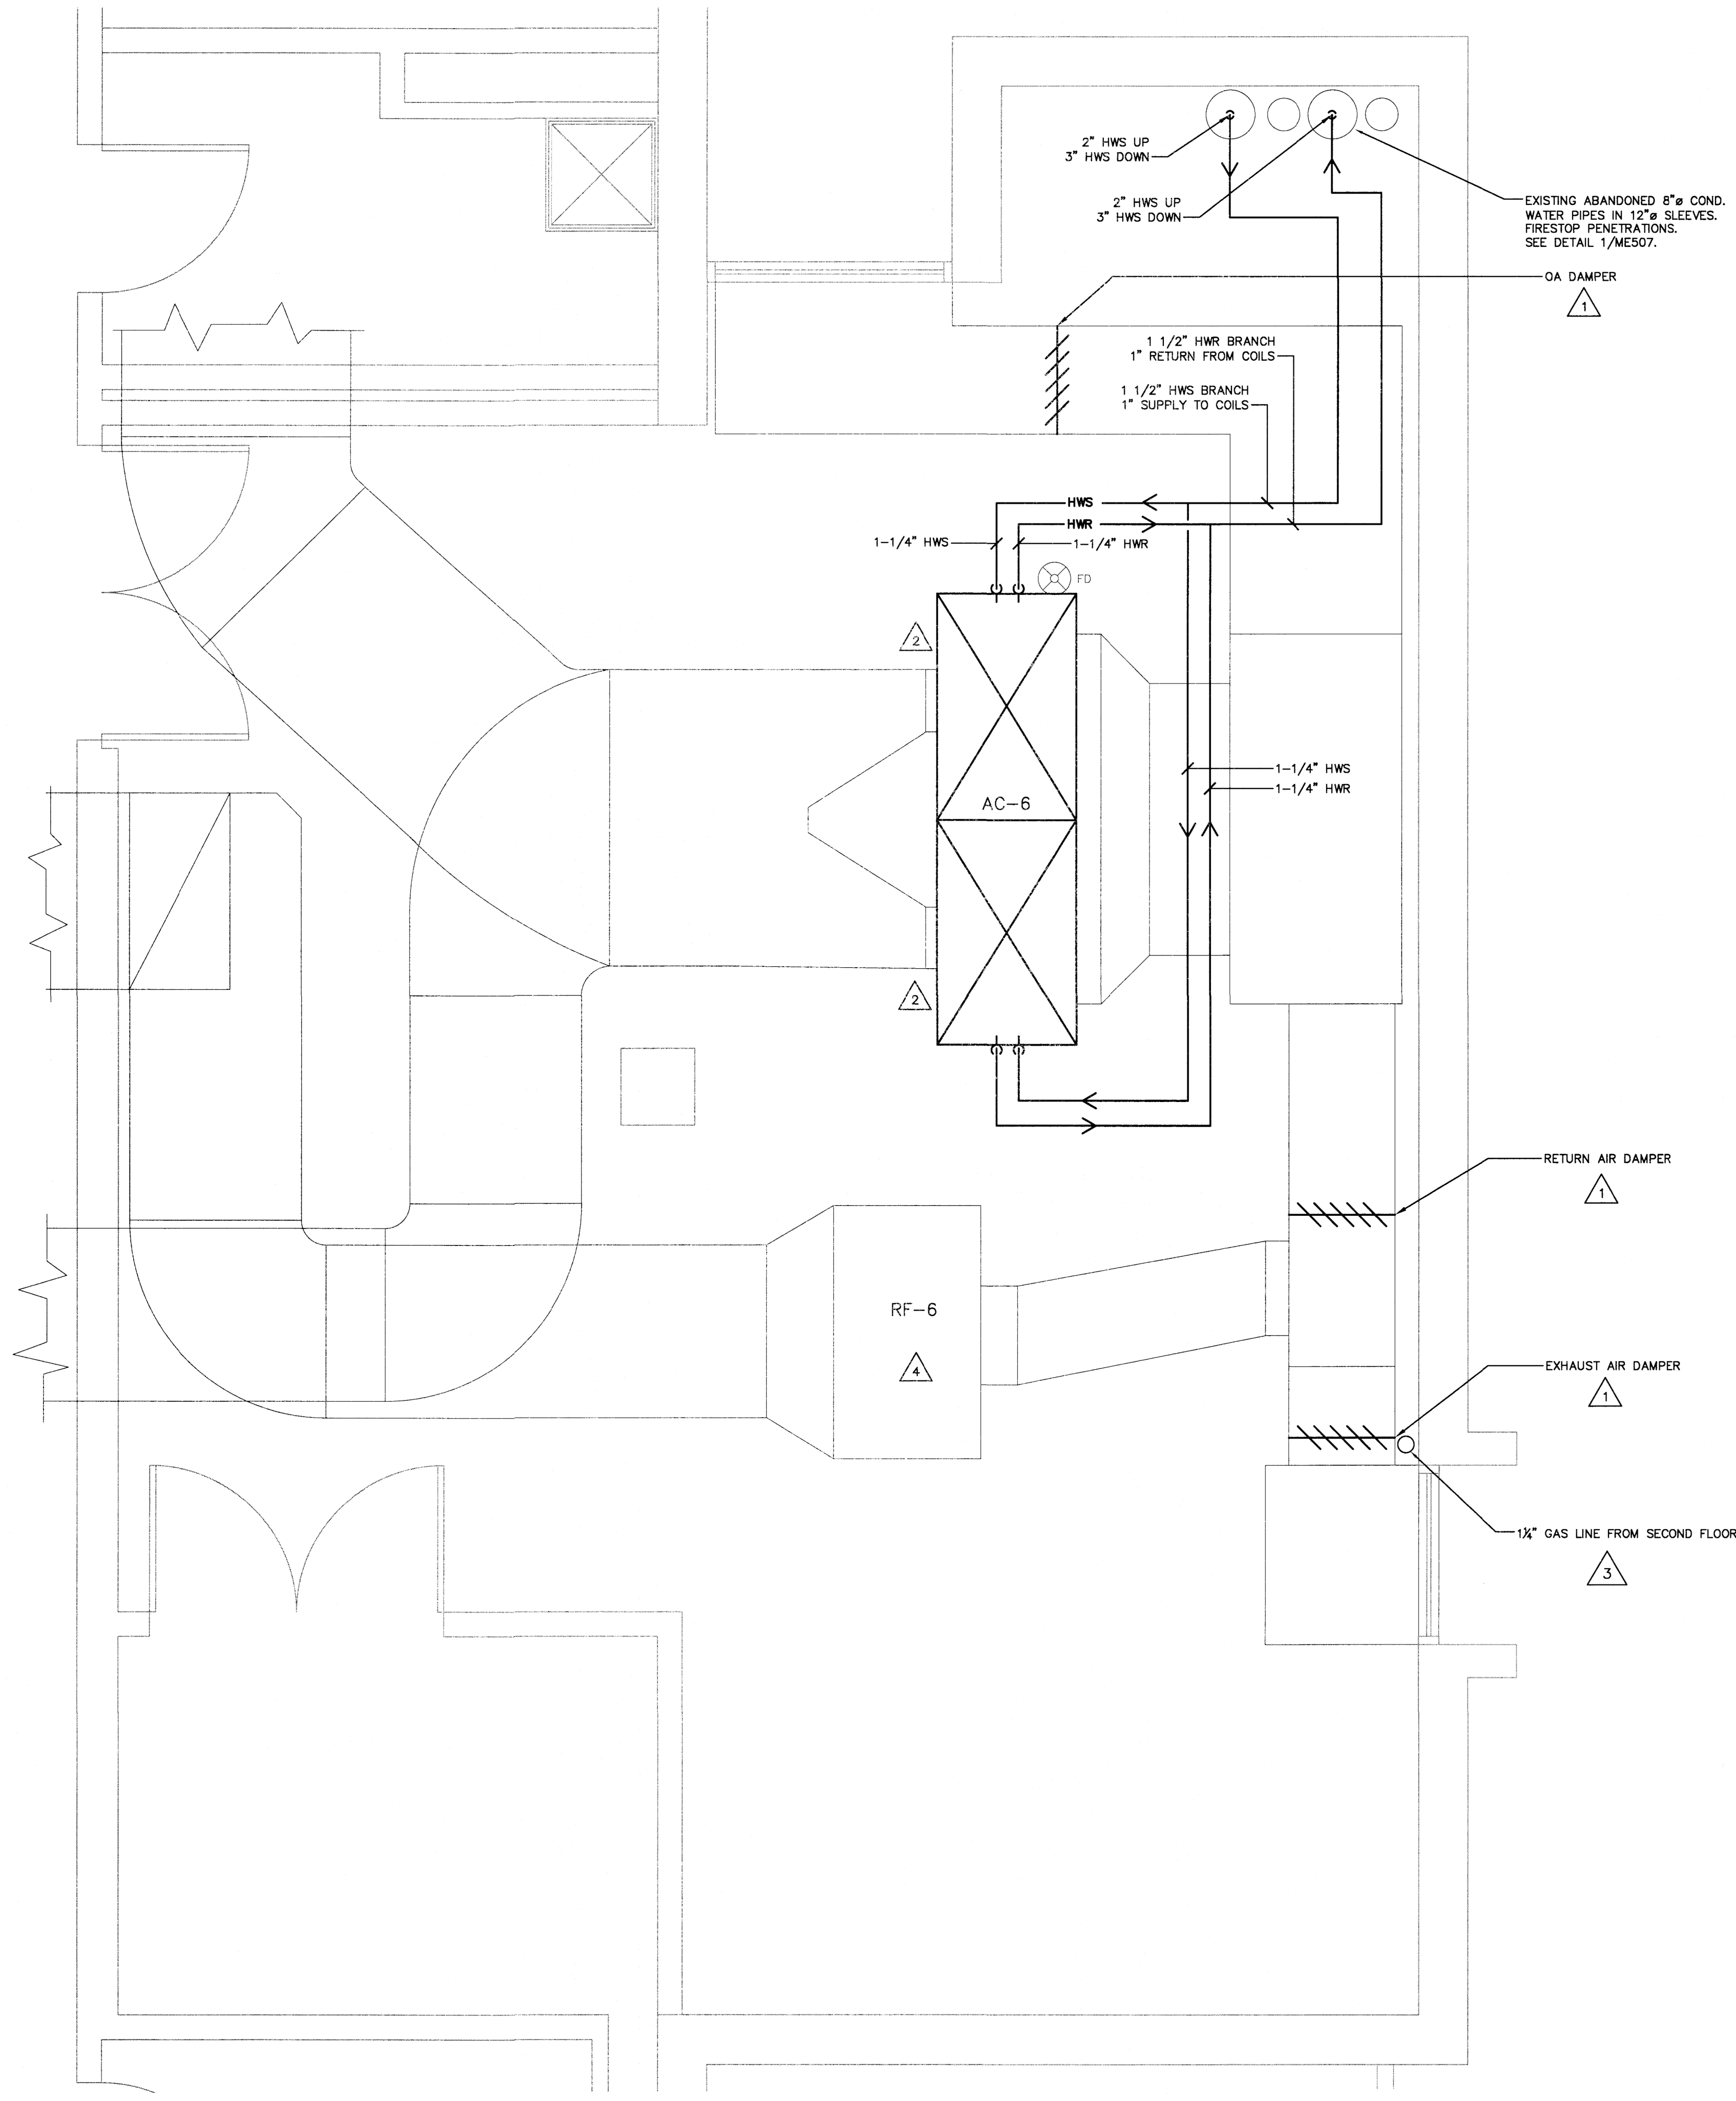 2" HWS UP
3" HWS DOWN
2" HWS UP
3" HWS DOWN
EXISTING ABANDONED 8"ø COND.
WATER PIPES IN 12"ø SLEEVES.
FIRESTOP PENETRATIONS.
SEE DETAIL 1/ME507.
OA DAMPER
1
1 1/2" HWR BRANCH
1" RETURN FROM COILS
1 1/2" HWS BRANCH
1" SUPPLY TO COILS
HWS
HWR
1-1/4" HWS
1-1/4" HWR
FD
2
1-1/4" HWS
1-1/4" HWR
AC-6
2
RETURN AIR DAMPER
1
RF-6
4
EXHAUST AIR DAMPER
1
1¼" GAS LINE FROM SECOND FLOOR
3